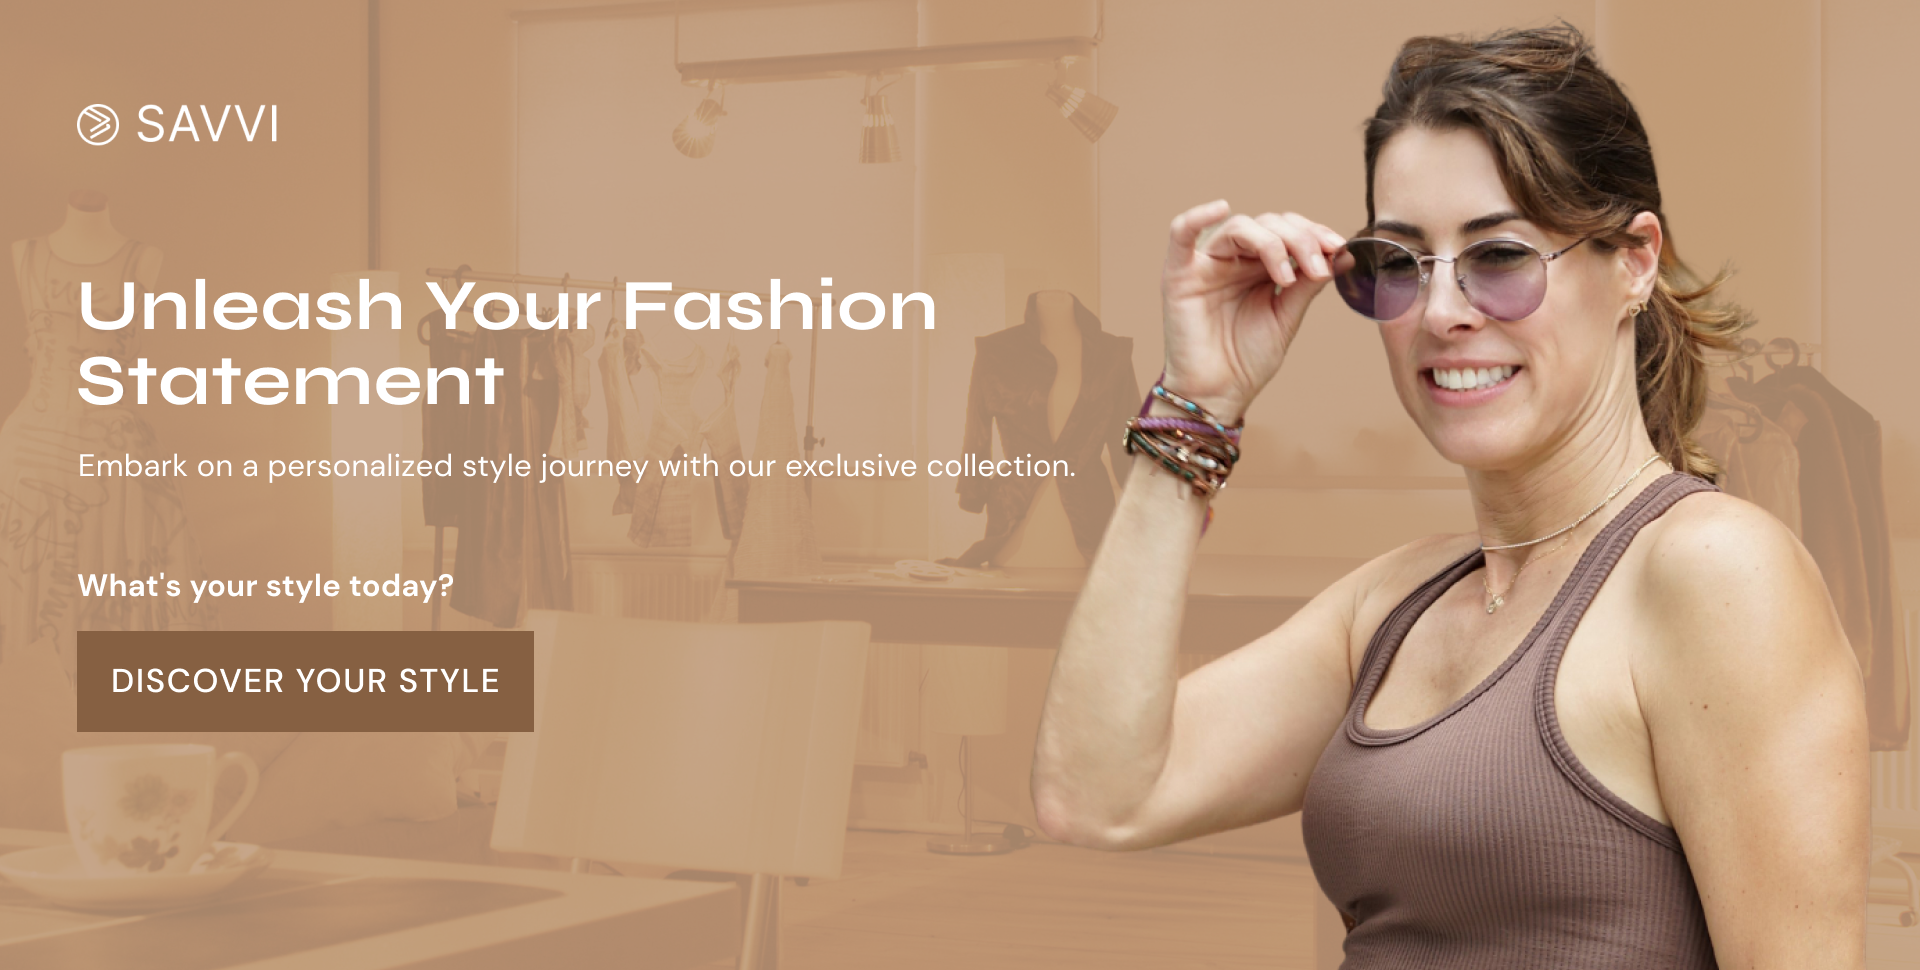 SAVVI
Unleash Your Fashion
Statement
Embark on a personalized style journey with our exclusive collection.
What's your style today?
DISCOVER YOUR STYLE